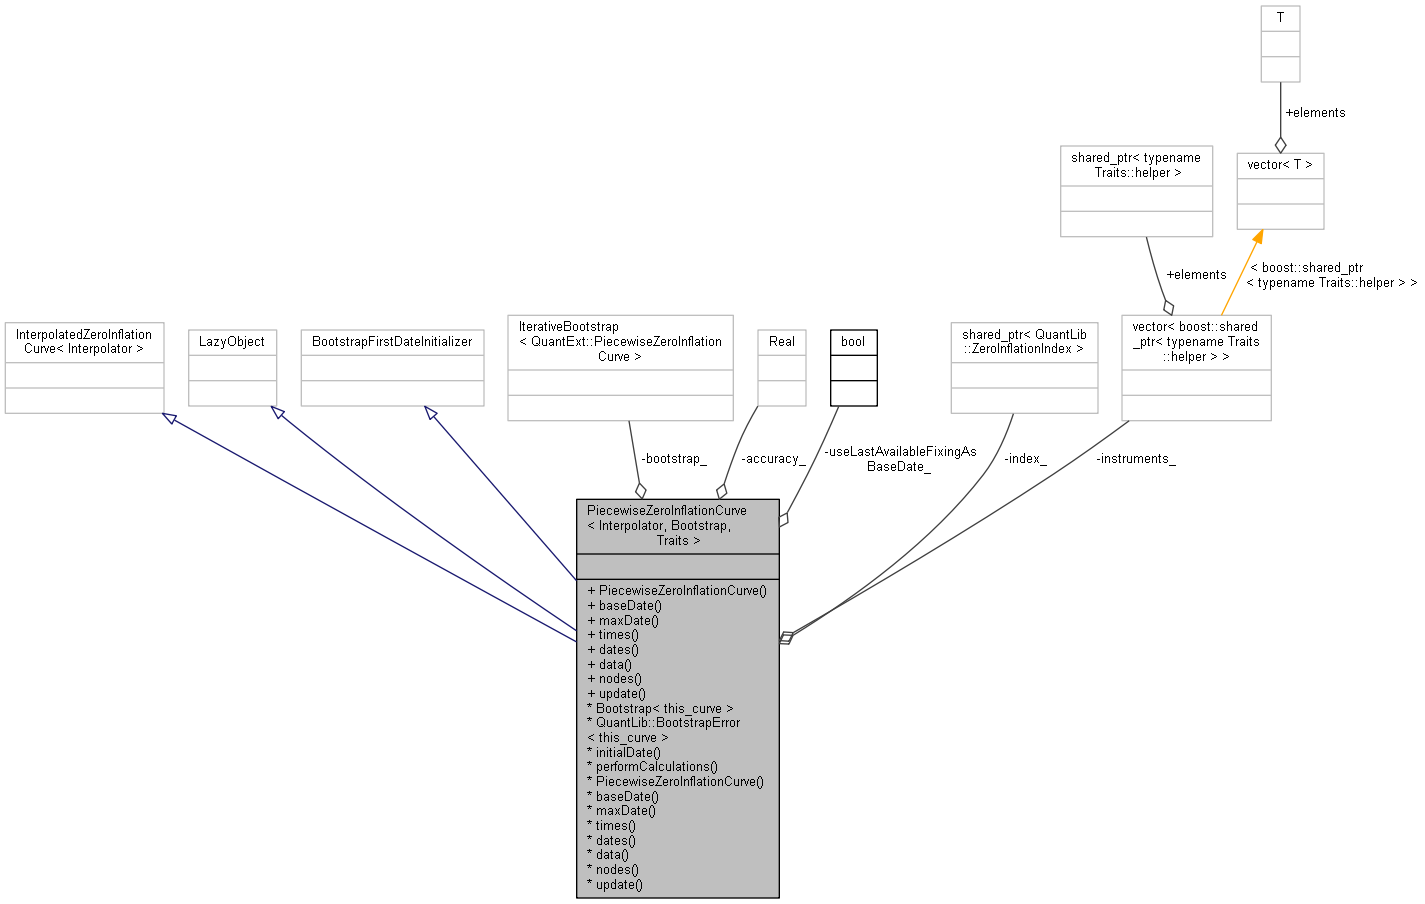 T
+elements
shared_ptr< typename
Traits::helper >
vector< T >
+elements
< boost::shared_ptr
< typename Traits::helper > >
InterpolatedZeroInflation
Curve< Interpolator >
LazyObject
BootstrapFirstDateInitializer
IterativeBootstrap
< QuantExt::PiecewiseZeroInflation
Curve >
Real
bool
shared_ptr< QuantLib
::ZeroInflationIndex >
vector< boost::shared
_ptr< typename Traits
::helper > >
-bootstrap_
-accuracy_
-useLastAvailableFixingAs
BaseDate_
-index_
-instruments_
PiecewiseZeroInflationCurve
< Interpolator, Bootstrap,
Traits >
+ PiecewiseZeroInflationCurve()
+ baseDate()
+ maxDate()
+ times()
+ dates()
+ data()
+ nodes()
+ update()
* Bootstrap< this_curve >
* QuantLib::BootstrapError
< this_curve >
* initialDate()
* performCalculations()
* PiecewiseZeroInflationCurve()
* baseDate()
* maxDate()
* times()
* dates()
* data()
* nodes()
* update()